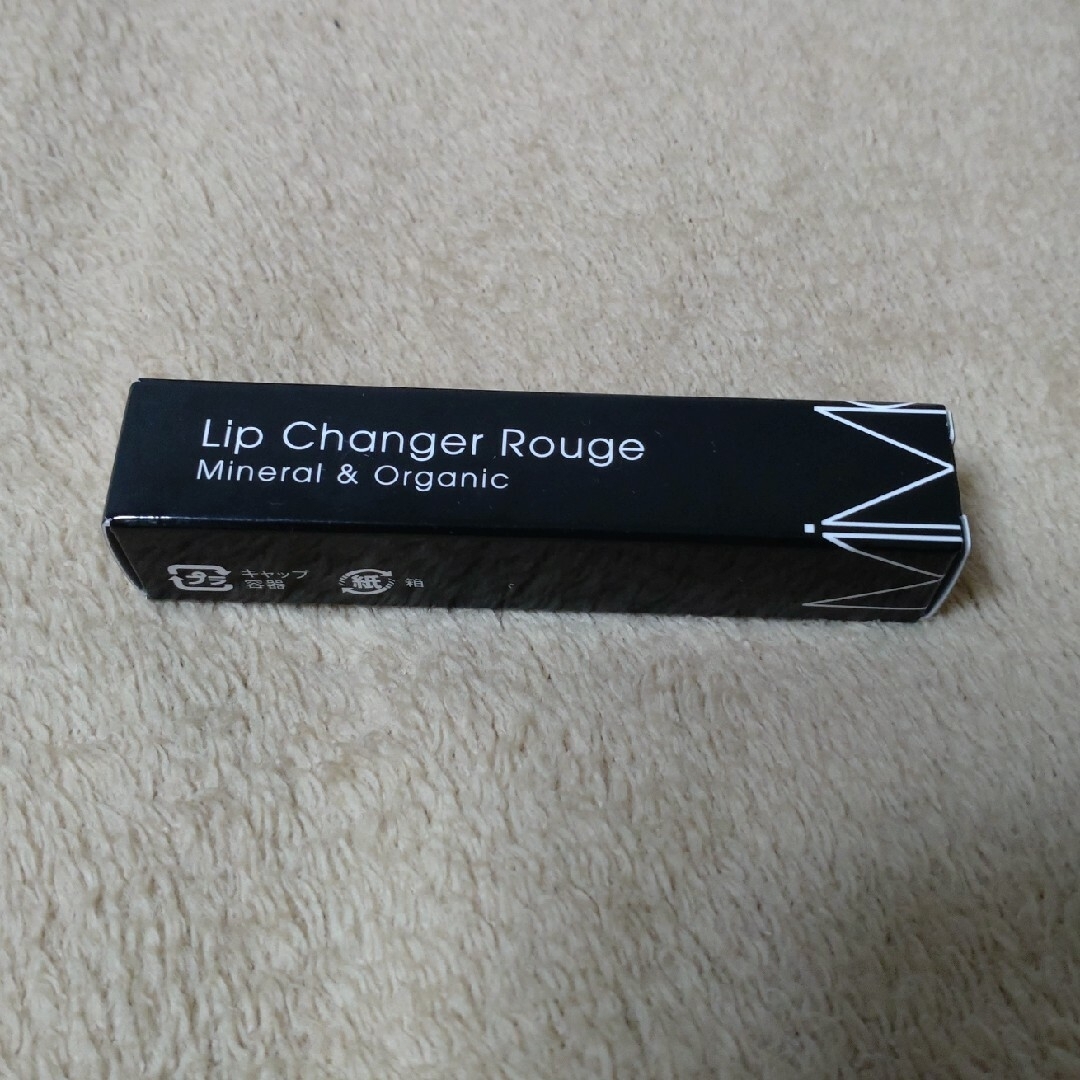 Lip Changer Rouge
Mineral & Organic
プラ
キャップ
容器
紙
箱